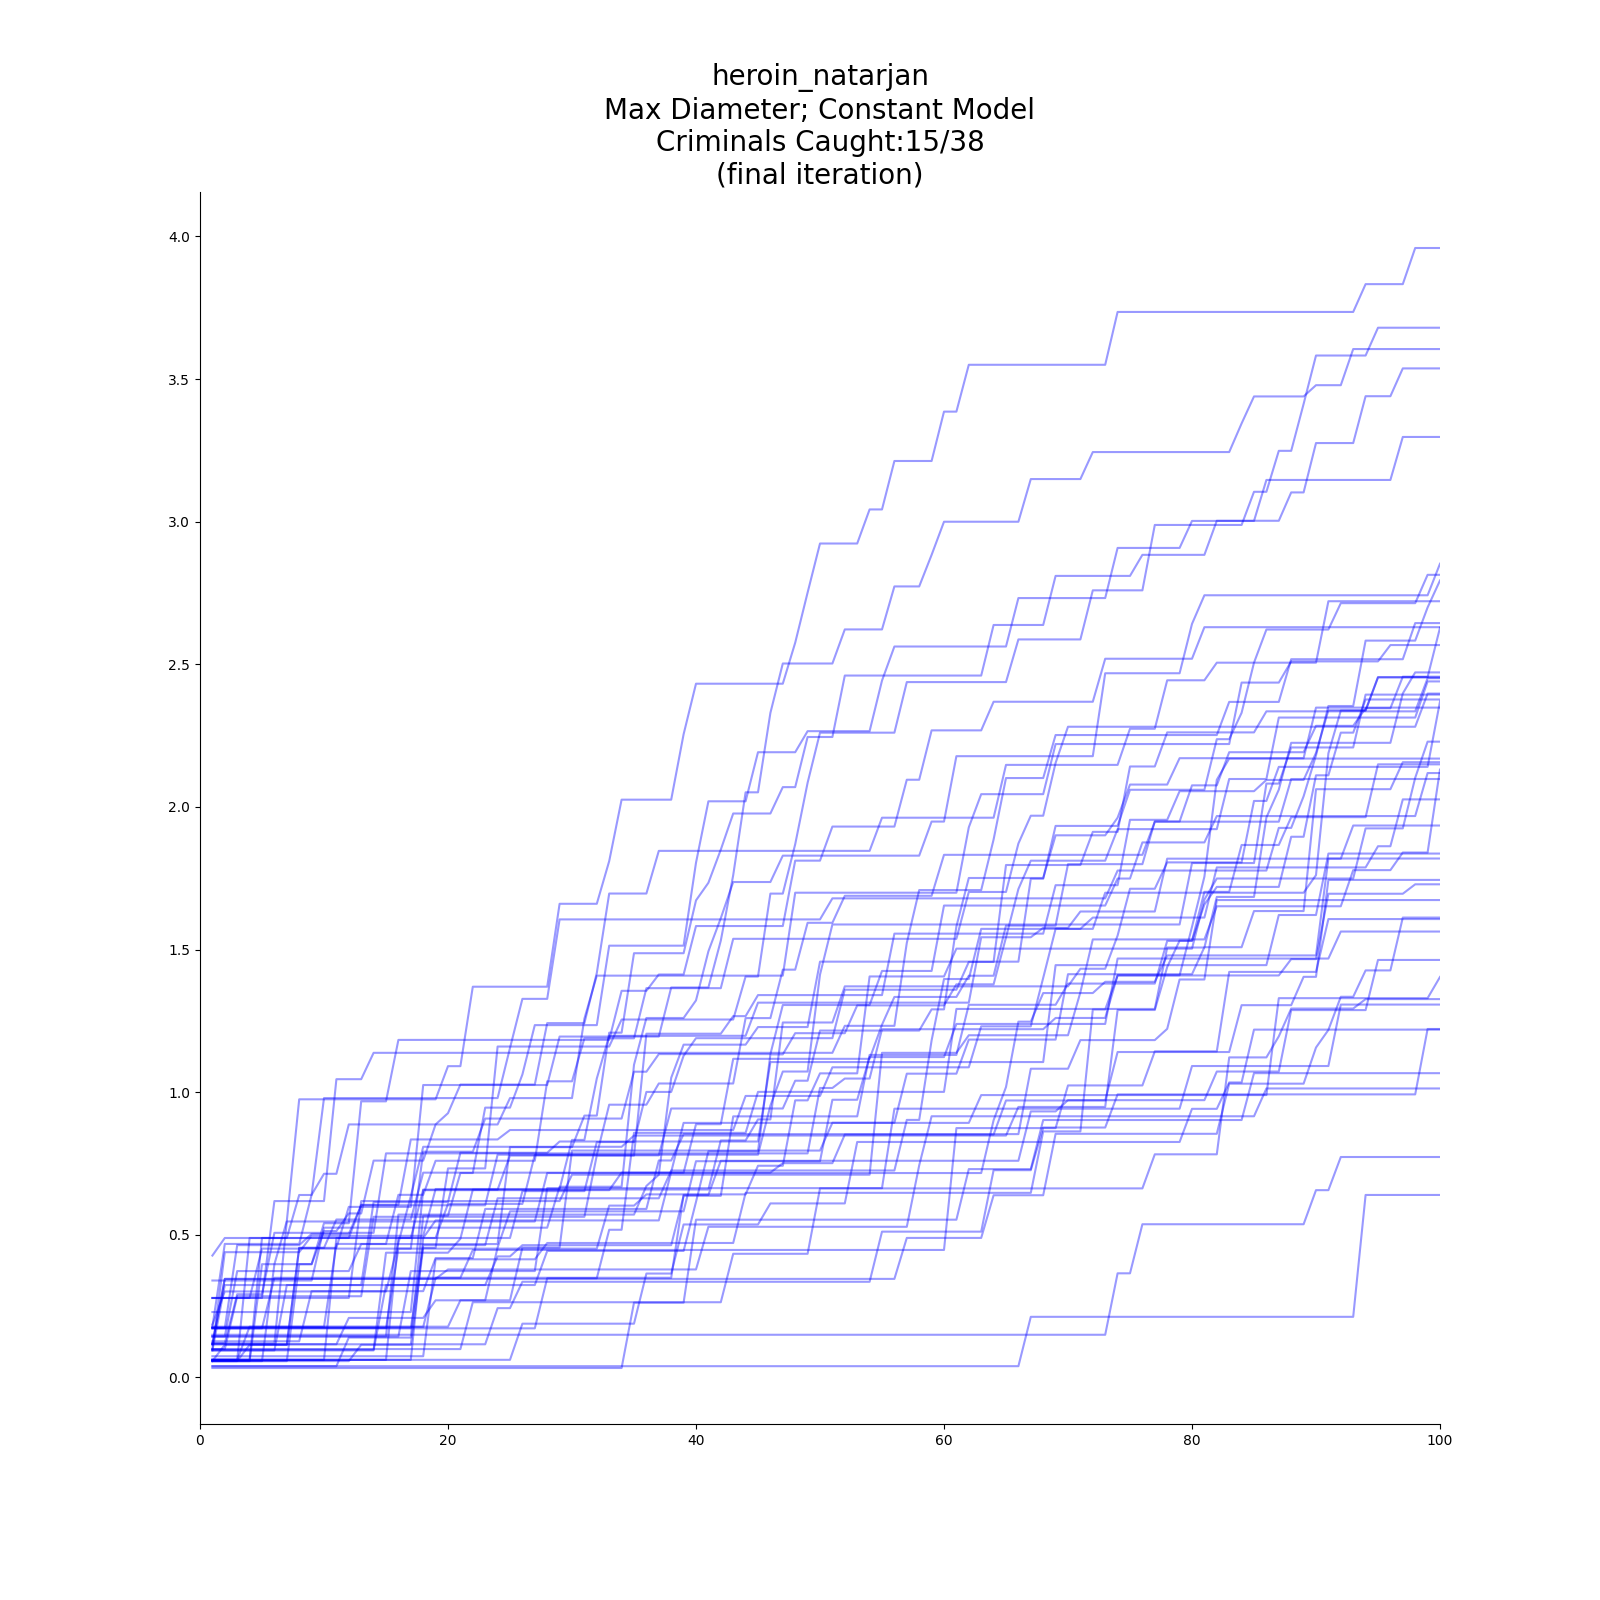 heroin_natarjan
Max Diameter; Constant Model
Criminals Caught:15/38
(final iteration)
4.0
3.5
3.0
2.5
2.0
1.5
1.0
0.5
0.0
0 20 40 60 80 100